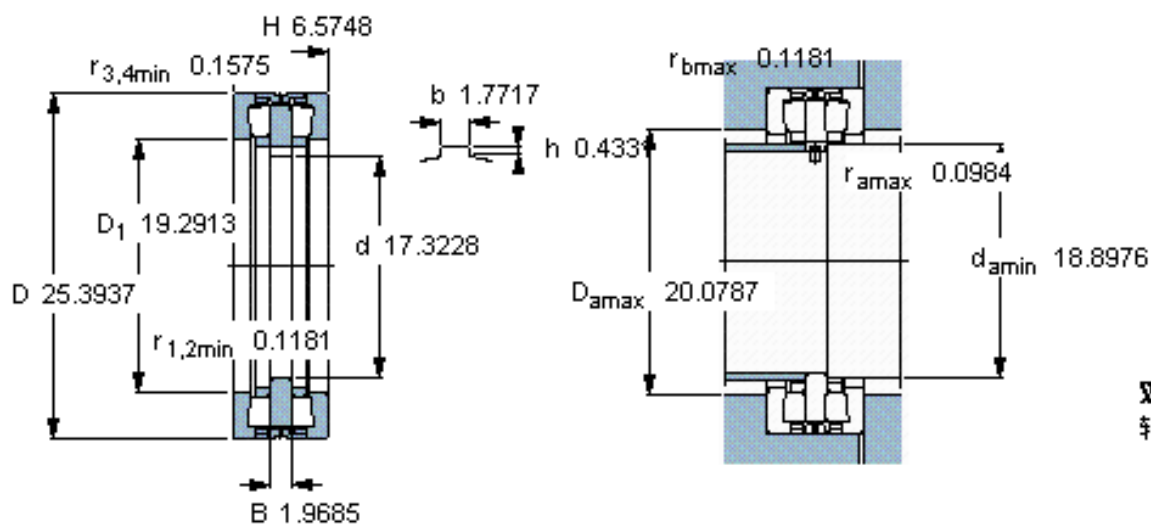 H 6.5748
r3,4min 0.1575
b 1.7717
h 0.4331
D1 19.2913
d 17.3228
D 25.3937
r1,2min 0.1181
B 1.9685
rbmax 0.1181
ramax 0.0984
damin 18.8976
Damax 20.0787